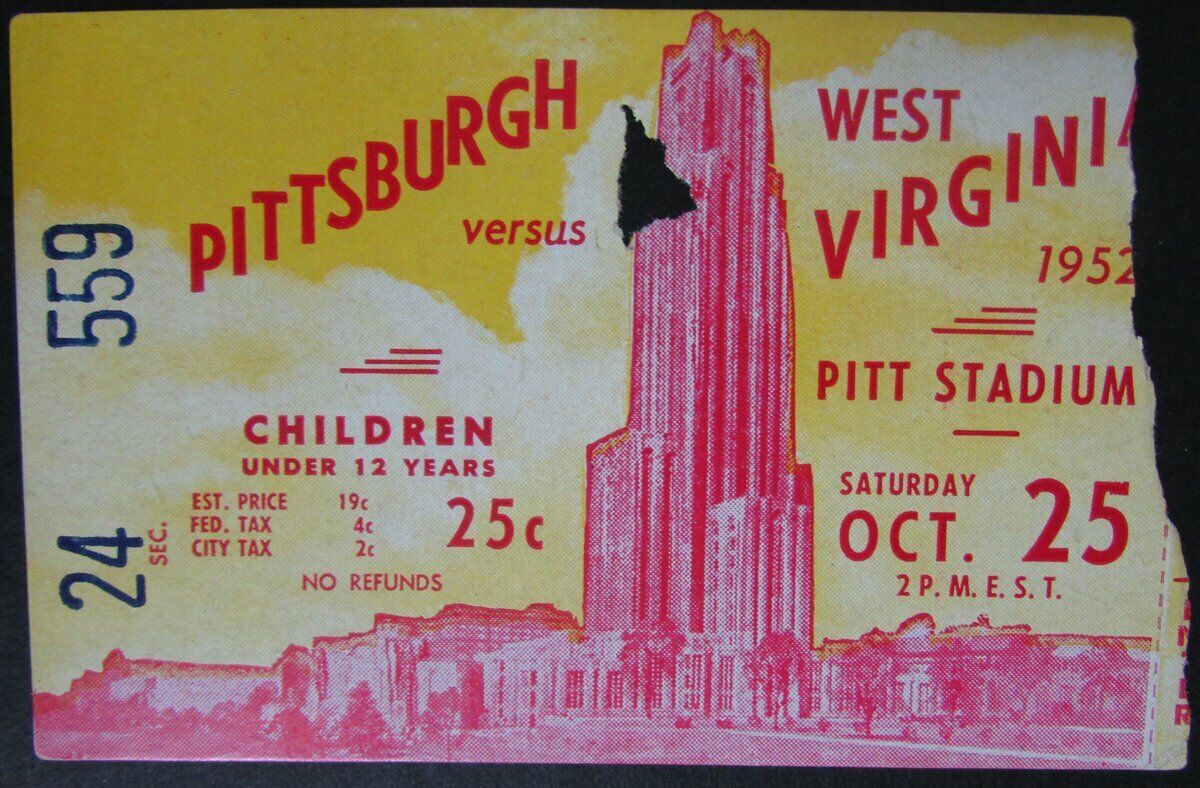 PITTSBURGH
versus
WEST
VIRGINIA
1952
PITT STADIUM
SATURDAY
OCT. 25
2 P.M. E.S.T.
CHILDREN
UNDER 12 YEARS
EST. PRICE 19c
FED. TAX 4c
CITY TAX 2c
25c
NO REFUNDS
559
24
SEC.